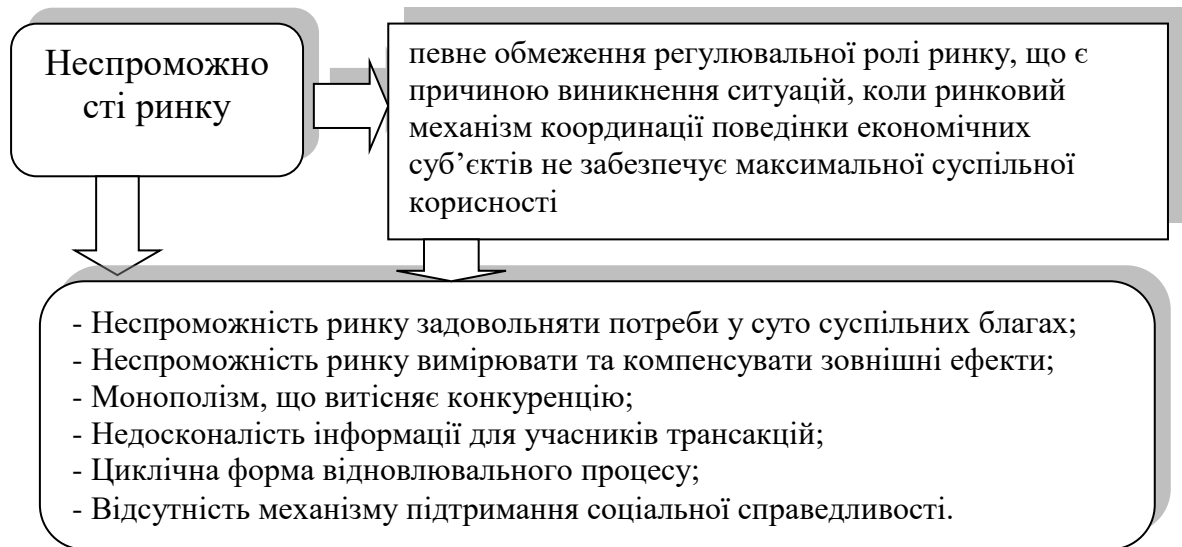 Неспроможно
сті ринку
певне обмеження регулювальної ролі ринку, що є
причиною виникнення ситуацій, коли ринковий
механізм координації поведінки економічних
суб’єктів не забезпечує максимальної суспільної
корисності
- Неспроможність ринку задовольняти потреби у суто суспільних благах;
- Неспроможність ринку вимірювати та компенсувати зовнішні ефекти;
- Монополізм, що витісняє конкуренцію;
- Недосконалість інформації для учасників трансакцій;
- Циклічна форма відновлювального процесу;
- Відсутність механізму підтримання соціальної справедливості.